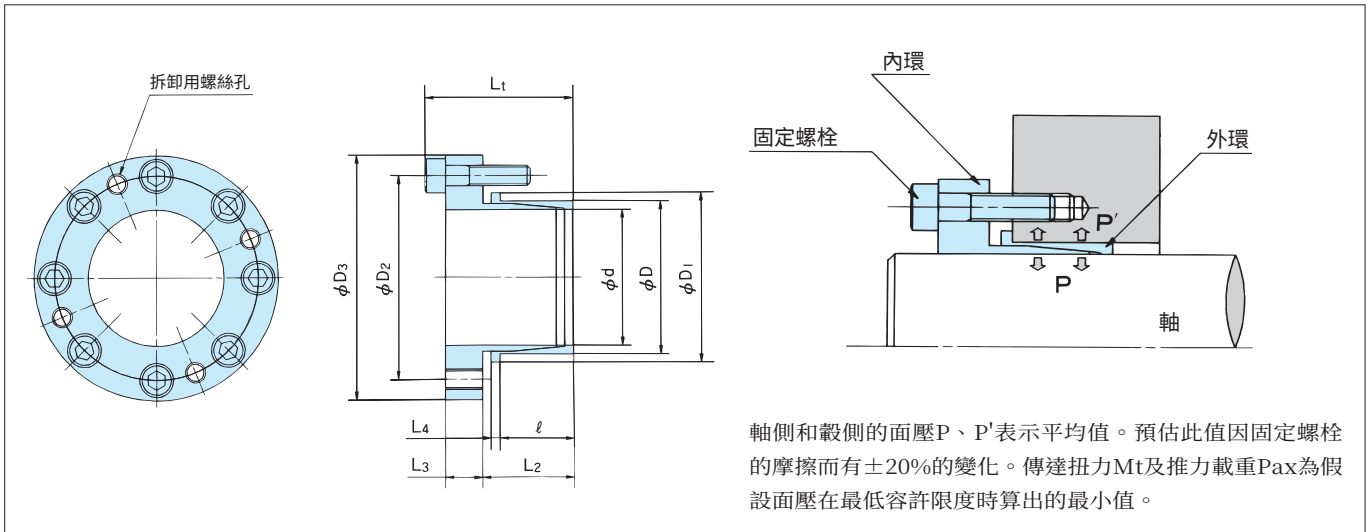 拆卸用螺絲孔
Lt
φD3
φD2
φd
φD
φD1
L4
ℓ
L3
L2
內環
固定螺栓
外環
P'
P
軸
軸側和轂側的面壓P、P'表示平均值。預估此值因固定螺栓
的摩擦而有±20%的變化。傳達扭力Mt及推力載重Pax為假
設面壓在最低容許限度時算出的最小值。